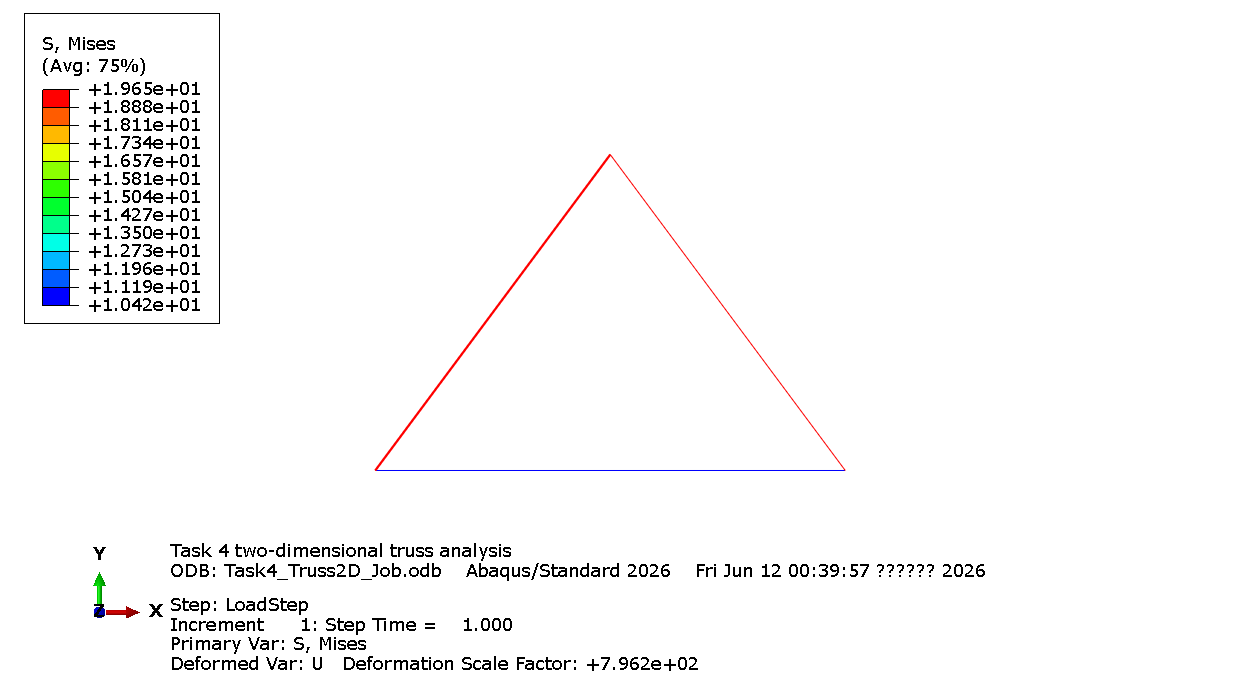 S, Mises
(Avg: 75%)
+1.965e+01
+1.888e+01
+1.811e+01
+1.734e+01
+1.657e+01
+1.581e+01
+1.504e+01
+1.427e+01
+1.350e+01
+1.273e+01
+1.196e+01
+1.119e+01
+1.042e+01
Y
Z
X
Task 4 two-dimensional truss analysis
ODB: Task4_Truss2D_Job.odb Abaqus/Standard 2026 Fri Jun 12 00:39:57 ?????? 2026
Step: LoadStep
Increment 1: Step Time = 1.000
Primary Var: S, Mises
Deformed Var: U Deformation Scale Factor: +7.962e+02